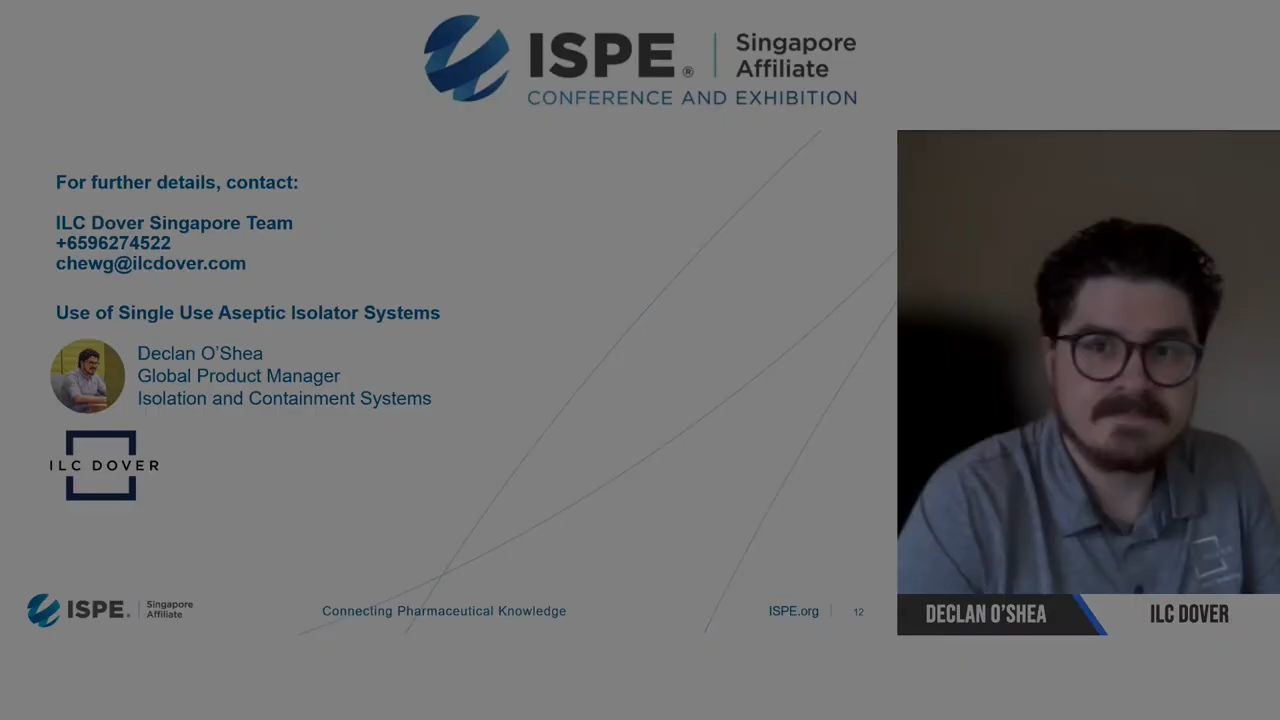 ISPE® Singapore Affiliate
CONFERENCE AND EXHIBITION
For further details, contact:
ILC Dover Singapore Team
+6596274522
chewg@ilcdover.com
Use of Single Use Aseptic Isolator Systems
Declan O’Shea
Global Product Manager
Isolation and Containment Systems
ILC DOVER
ISPE. Singapore Affiliate
Connecting Pharmaceutical Knowledge
ISPE.org
12
DECLAN O’SHEA
ILC DOVER